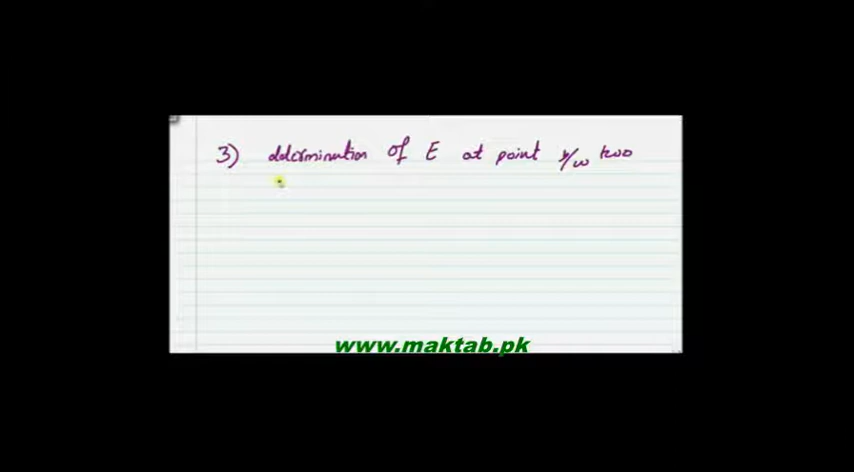 3) determination of E at point b/w two
www.maktab.pk